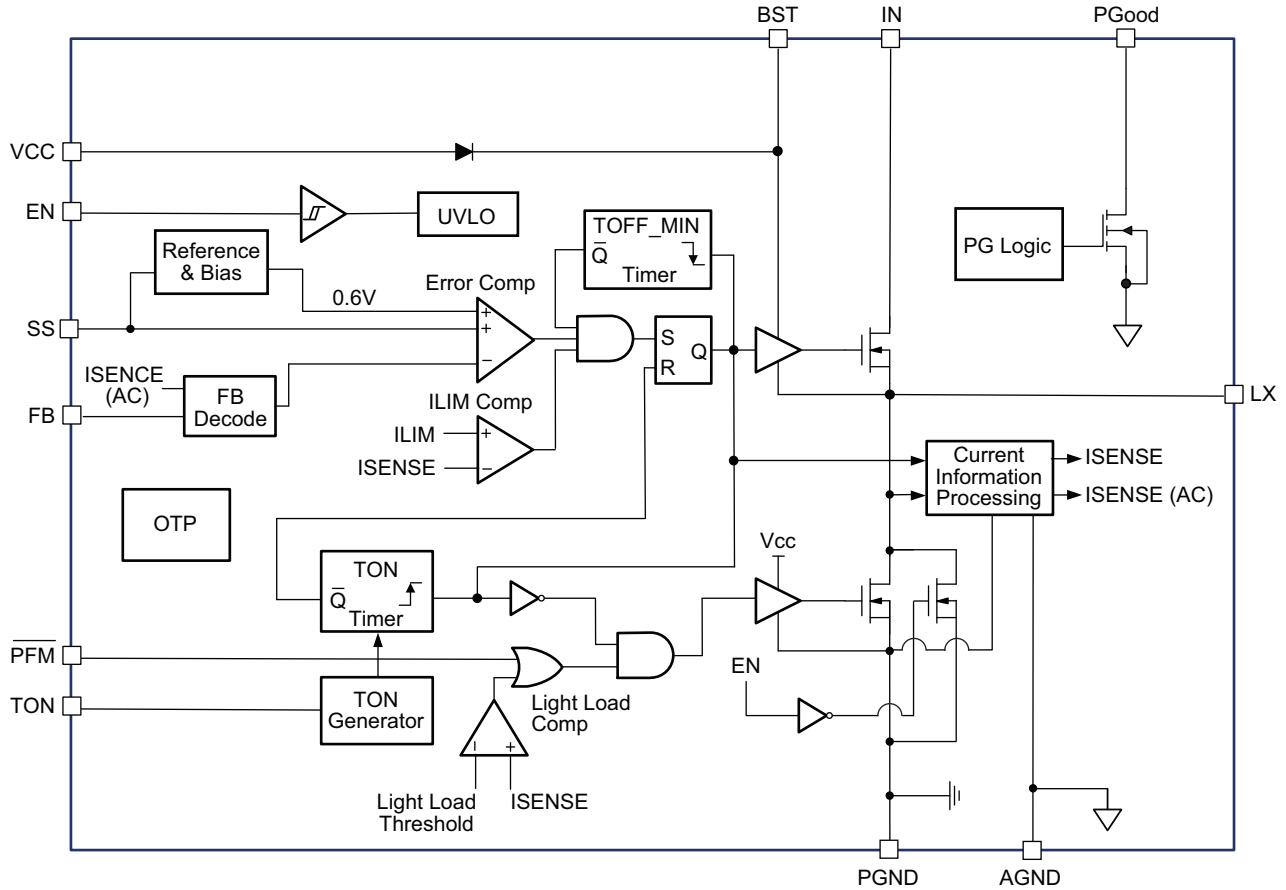 BST
IN
PGood
VCC
EN
UVLO
TOFF_MIN
Q̅
Timer
PG Logic
Reference
& Bias
Error Comp
0.6V
+
+
−
SS
S
R
Q
ISENCE
(AC)
FB
Decode
FB
ILIM Comp
ILIM
+
ISENSE
−
LX
Current
Information
Processing
ISENSE
ISENSE (AC)
OTP
Vcc
TON
Q̅
Timer
P̅F̅M̅
EN
TON
TON
Generator
Light Load
Comp
−
+
Light Load
Threshold
ISENSE
PGND
AGND